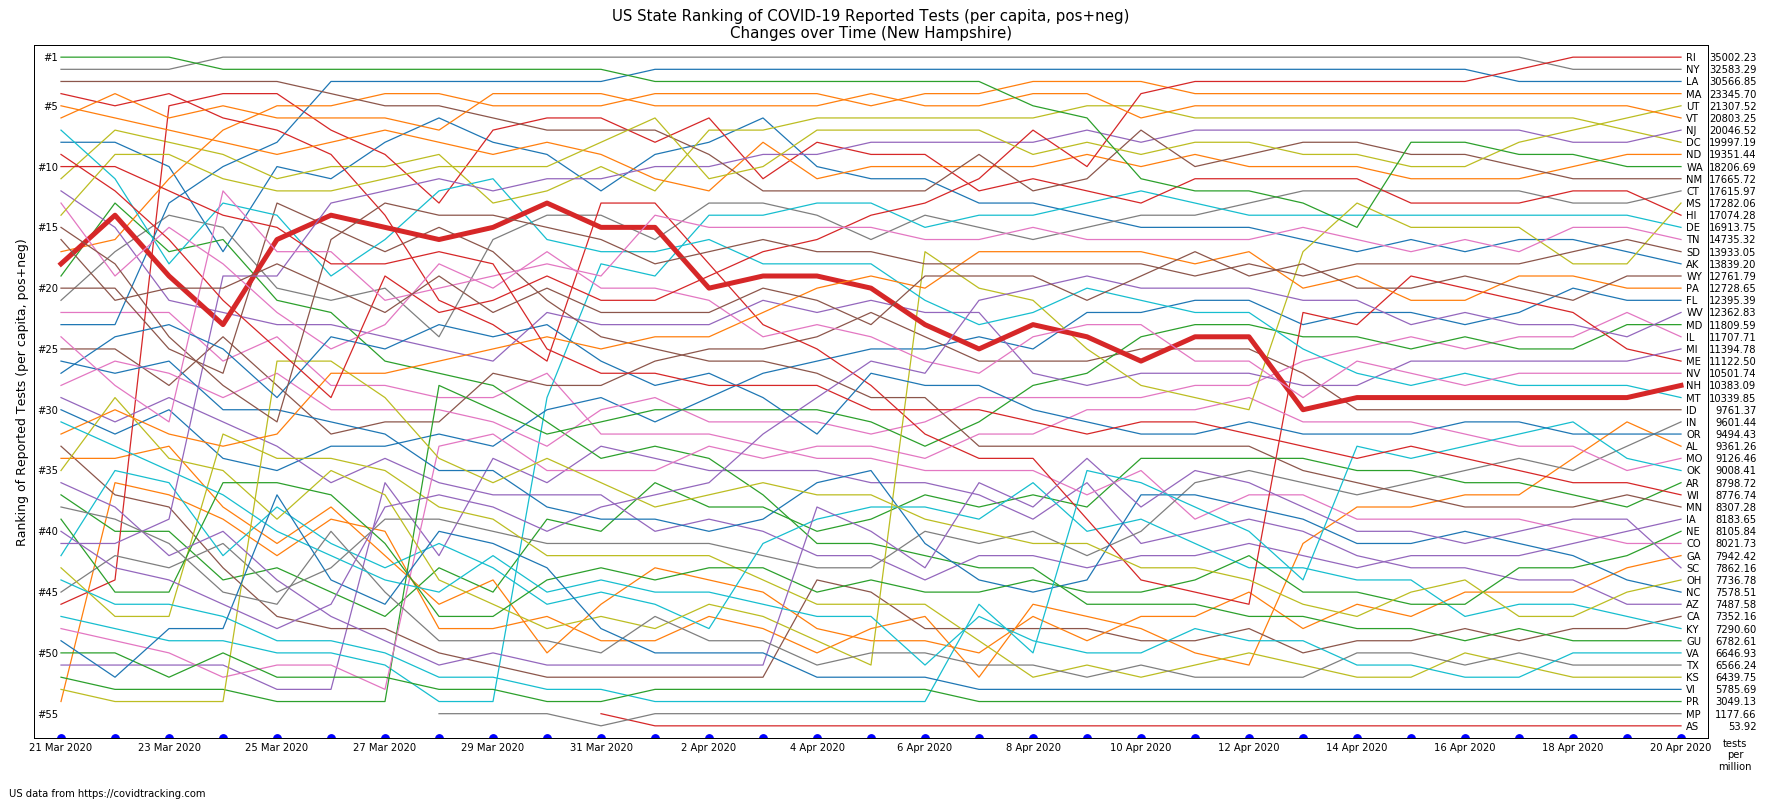 US State Ranking of COVID-19 Reported Tests (per capita, pos+neg)
Changes over Time (New Hampshire)
Ranking of Reported Tests (per capita, pos+neg)
#1
#5
#10
#15
#20
#25
#30
#35
#40
#45
#50
#55
RI 35002.23
NY 32583.29
LA 30566.85
MA 23345.70
UT 21307.52
VT 20803.25
NJ 20046.52
DC 19997.19
ND 19351.44
WA 18206.69
NM 17665.72
CT 17615.97
MS 17282.06
HI 17074.28
DE 16913.75
TN 14735.32
SD 13933.05
AK 13839.20
WY 12761.79
PA 12728.65
FL 12395.39
WV 12362.83
MD 11809.59
IL 11707.71
MI 11394.78
ME 11122.50
NV 10501.74
NH 10383.09
MT 10339.85
ID 9761.37
IN 9601.44
OR 9494.43
AL 9361.26
MO 9126.46
OK 9008.41
AR 8798.72
WI 8776.74
MN 8307.28
IA 8183.65
NE 8105.84
CO 8021.73
GA 7942.42
SC 7862.16
OH 7736.78
NC 7578.51
AZ 7487.58
CA 7352.16
KY 7290.60
GU 6782.61
VA 6646.93
TX 6566.24
KS 6439.75
VI 5785.69
PR 3049.13
MP 1177.66
AS 53.92
21 Mar 2020 23 Mar 2020 25 Mar 2020 27 Mar 2020 29 Mar 2020 31 Mar 2020 2 Apr 2020 4 Apr 2020 6 Apr 2020 8 Apr 2020 10 Apr 2020 12 Apr 2020 14 Apr 2020 16 Apr 2020 18 Apr 2020 20 Apr 2020
tests
per
million
US data from https://covidtracking.com